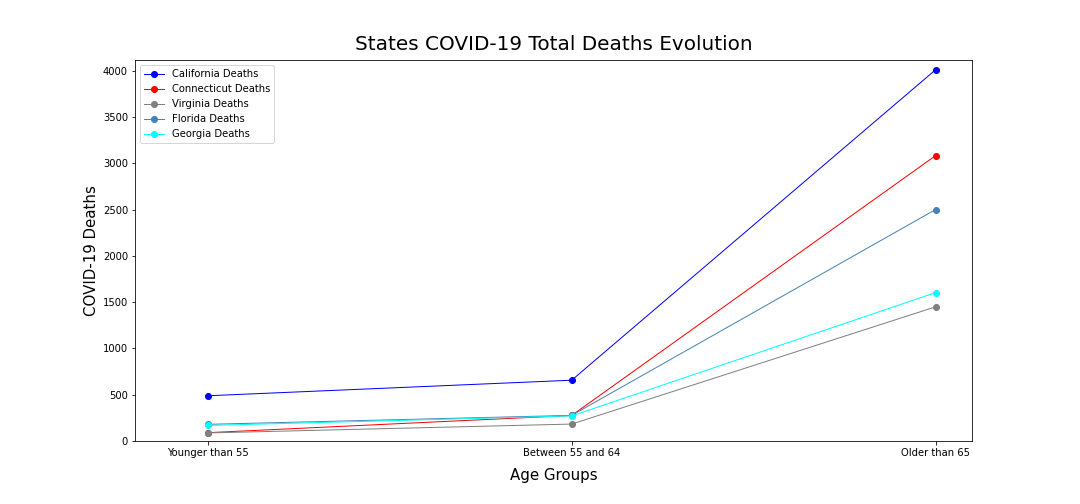 States COVID-19 Total Deaths Evolution
California Deaths
Connecticut Deaths
Virginia Deaths
Florida Deaths
Georgia Deaths
COVID-19 Deaths
4000
3500
3000
2500
2000
1500
1000
500
0
Younger than 55
Between 55 and 64
Older than 65
Age Groups